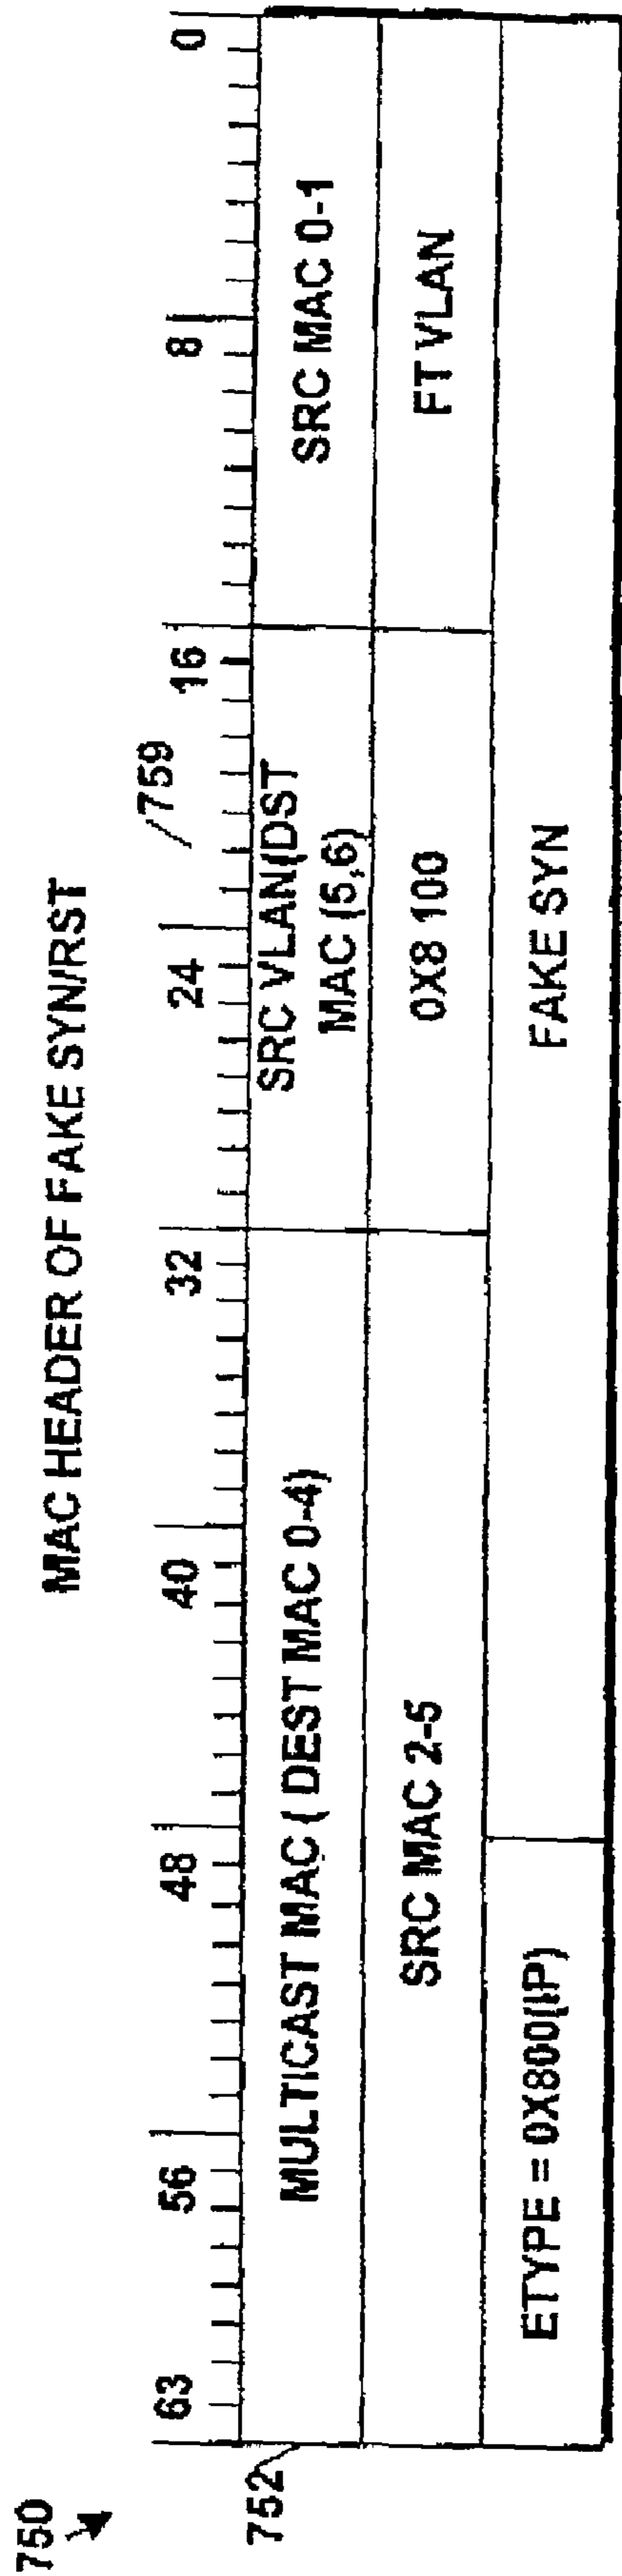 750
MAC HEADER OF FAKE SYN/RST
759
63 56 48 40 32 24 16 8 0
752
MULTICAST MAC ( DEST MAC 0-4)
SRC VLAN(DST
MAC (5,6)
SRC MAC 0-1
SRC MAC 2-5
0X8 100
FT VLAN
ETYPE = 0X800(IP)
FAKE SYN